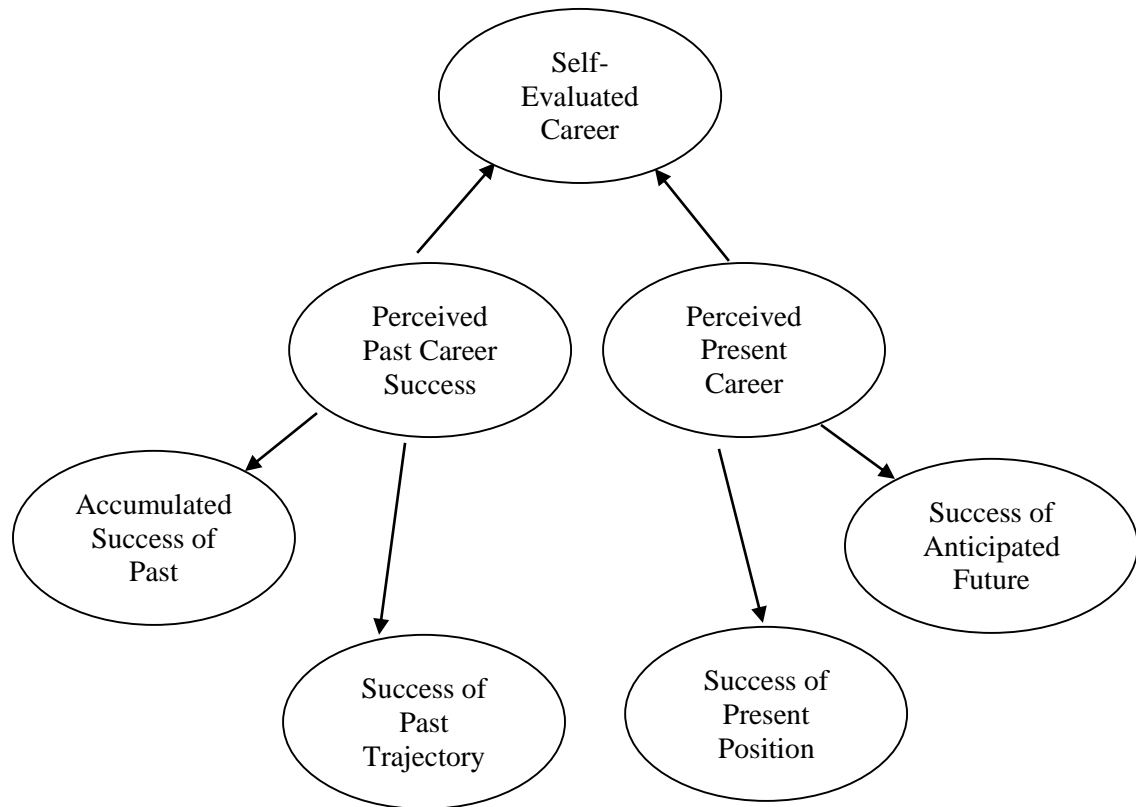 Self-
Evaluated
Career
Perceived
Past Career
Success
Perceived
Present
Career
Accumulated
Success of
Past
Success of
Anticipated
Future
Success of
Past
Trajectory
Success of
Present
Position